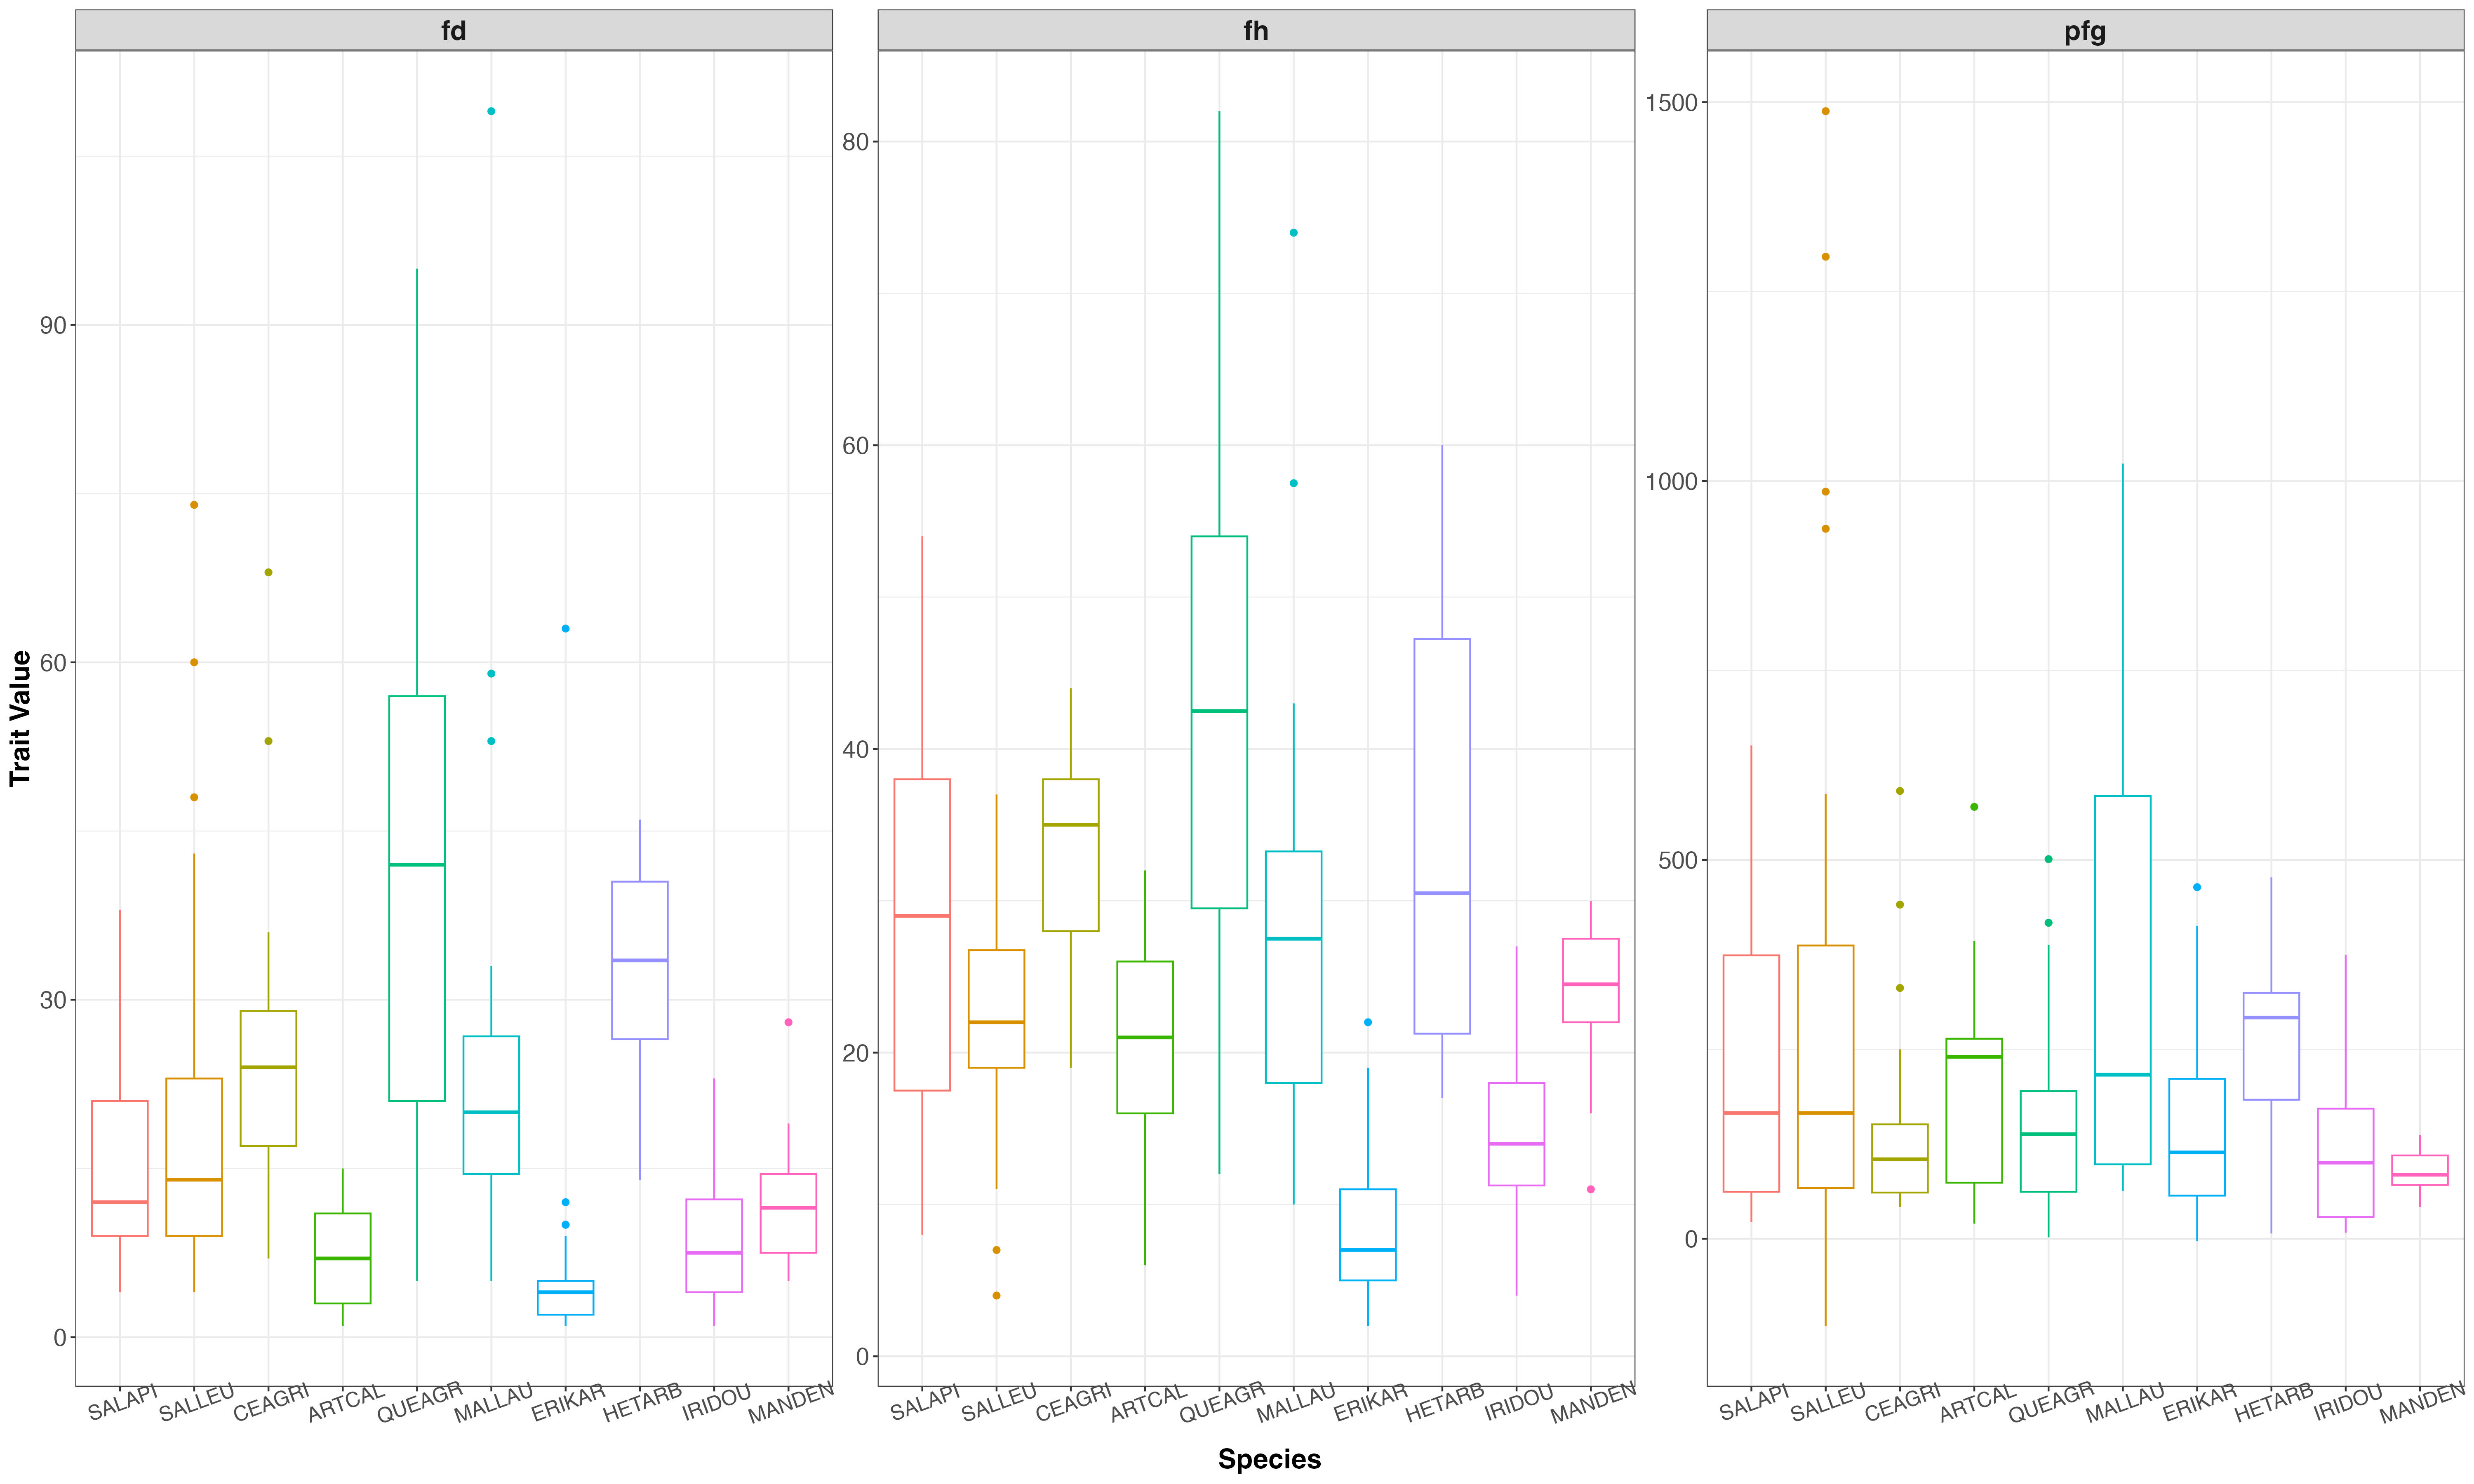 fd fh pfg
Trait Value
90
60
30
0
80
60
40
20
0
1500
1000
500
0
SALAPI SALLEU CEAGRI ARTCAL QUEAGR MALLAU ERIKAR HETARB IRIDOU MANDEN
SALAPI SALLEU CEAGRI ARTCAL QUEAGR MALLAU ERIKAR HETARB IRIDOU MANDEN
SALAPI SALLEU CEAGRI ARTCAL QUEAGR MALLAU ERIKAR HETARB IRIDOU MANDEN
Species